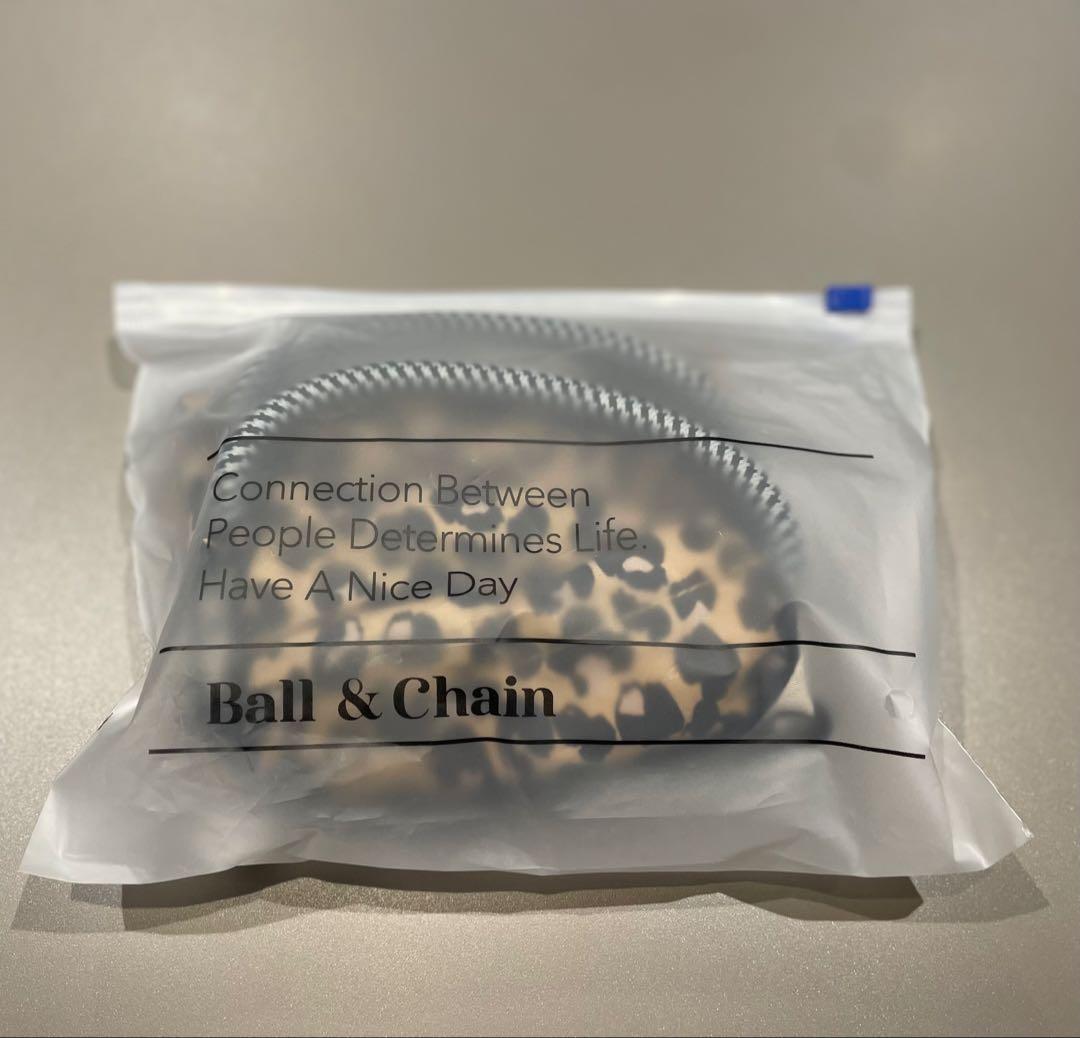 Connection Between
People Determines Life.
Have A Nice Day
Ball & Chain